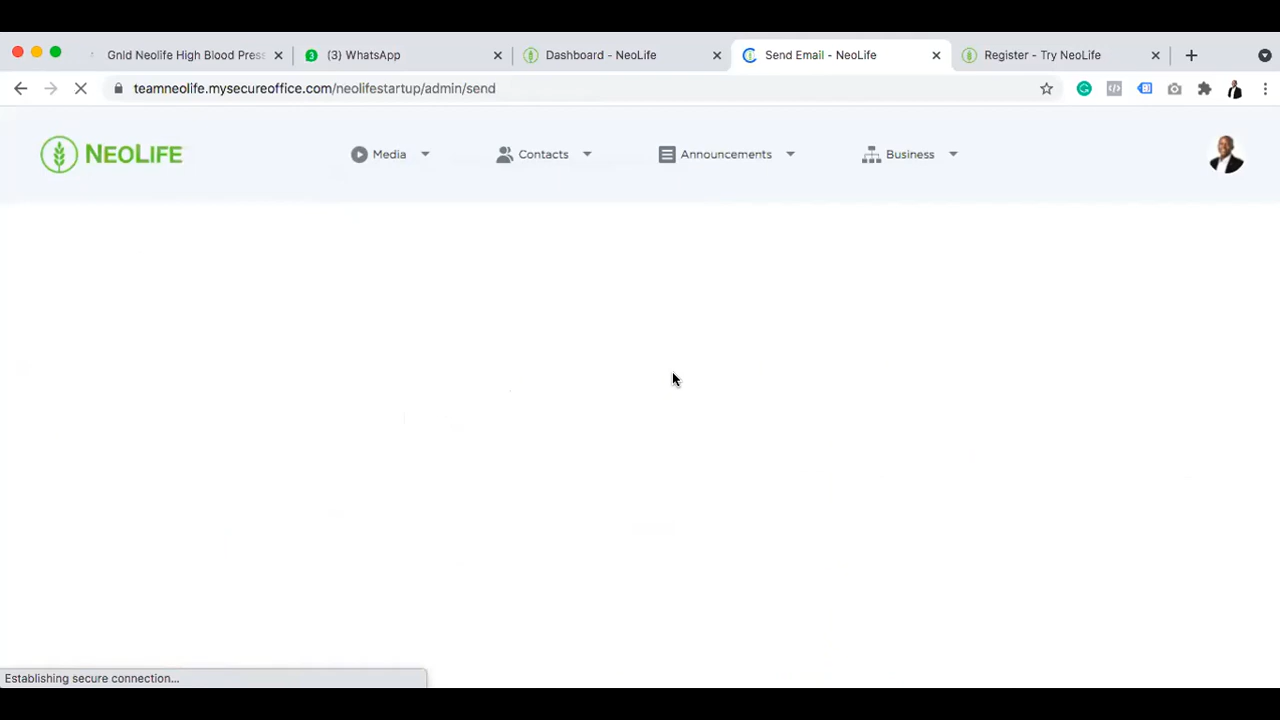 Gnld Neolife High Blood Press
(3) WhatsApp
Dashboard - NeoLife
Send Email - NeoLife
Register - Try NeoLife
teamneolife.mysecureoffice.com/neolifestartup/admin/send
NEOLIFE
Media
Contacts
Announcements
Business
Establishing secure connection...